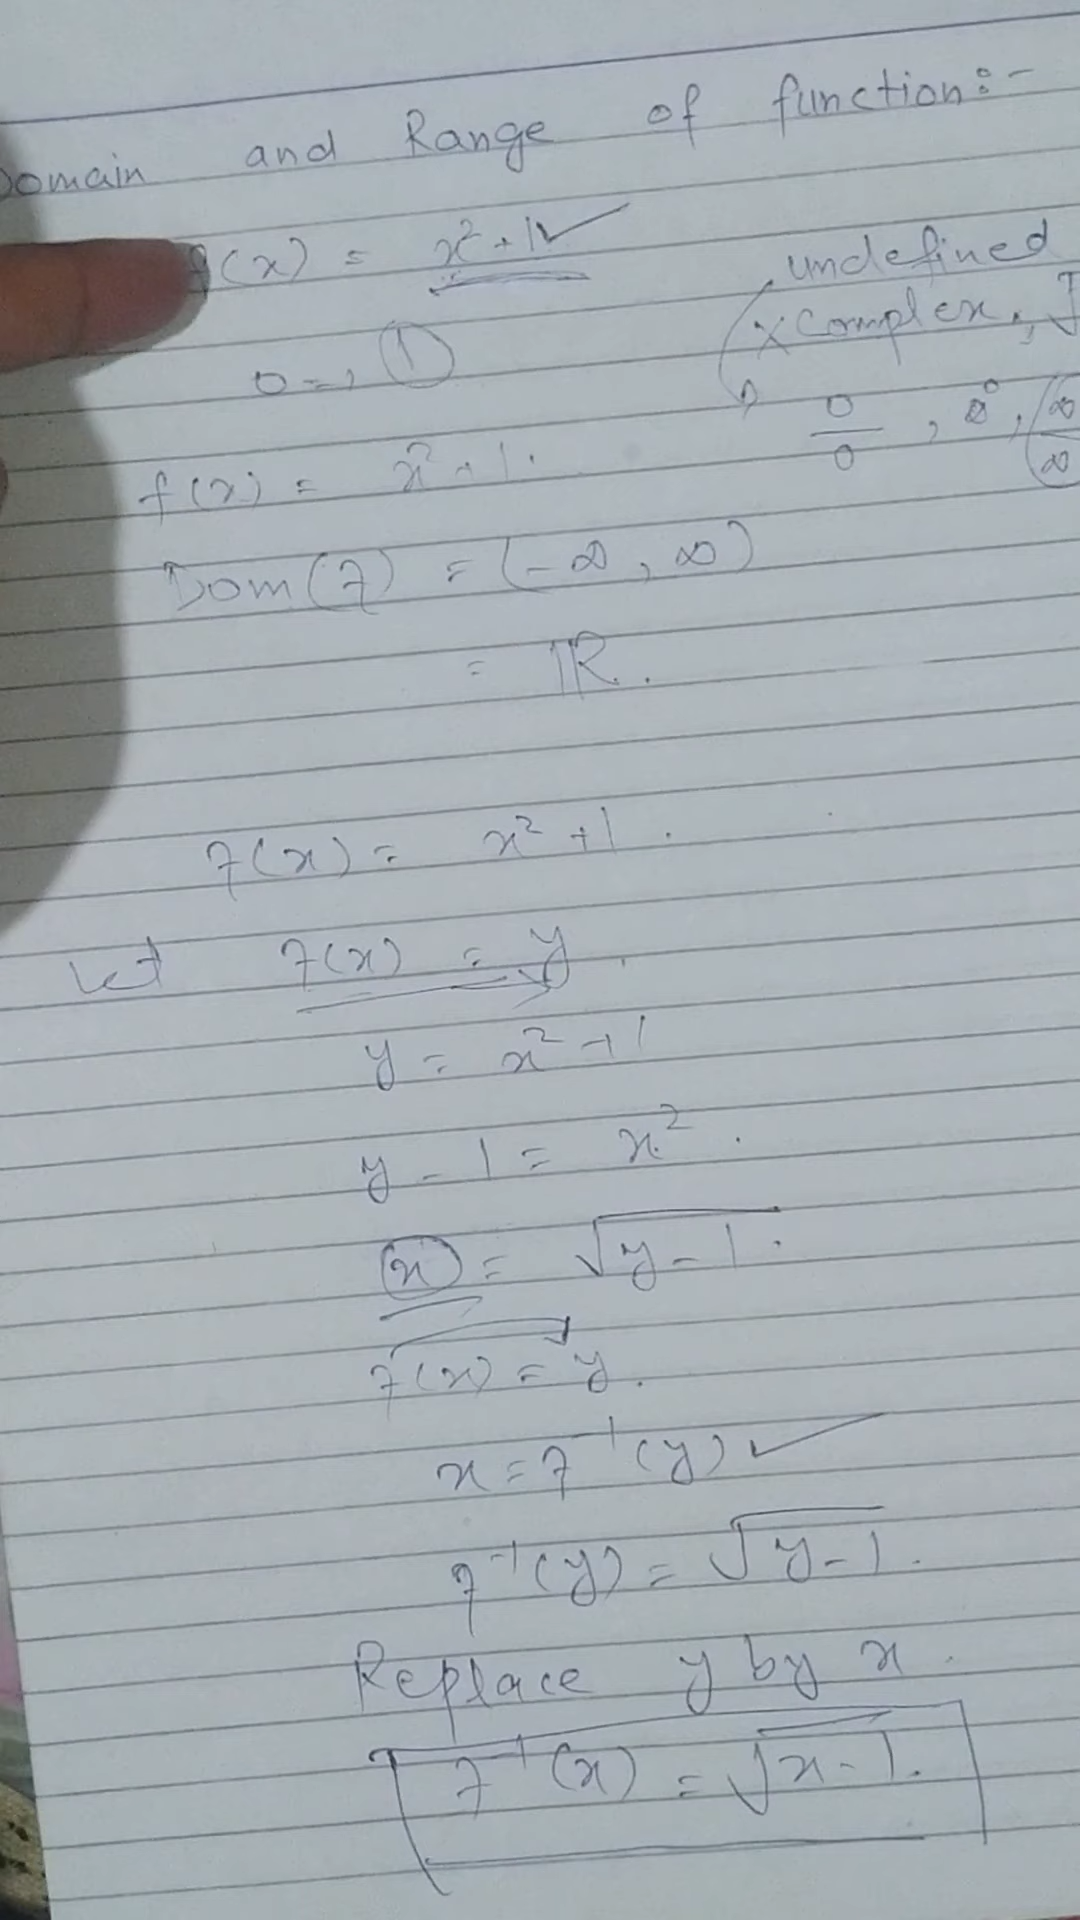 Domain and Range of function:-
f(x) = x² + 1 ✓
undefined
0 = , 1
x complex,
0/0 , 0⁰, ∞/∞
f(x) = x² + 1.
Dom(f) = (-∞, ∞)
= ℝ.
f(x) = x² + 1.
Let f(x) = y.
y = x² + 1
y - 1 = x².
x = √y - 1.
f(x) = y.
x = f⁻¹(y) ✓
f⁻¹(y) = √y - 1.
Replace y by x.
f⁻¹(x) = √x - 1.